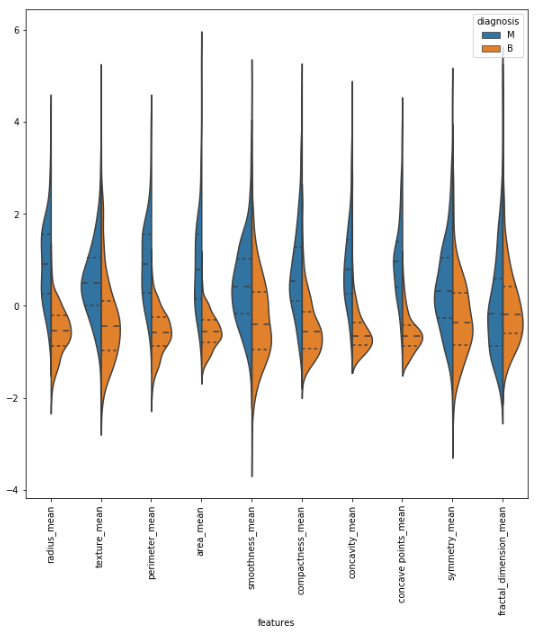 diagnosis
M
B
6
4
2
0
−2
−4
radius_mean
texture_mean
perimeter_mean
area_mean
smoothness_mean
compactness_mean
concavity_mean
concave points_mean
symmetry_mean
fractal_dimension_mean
features